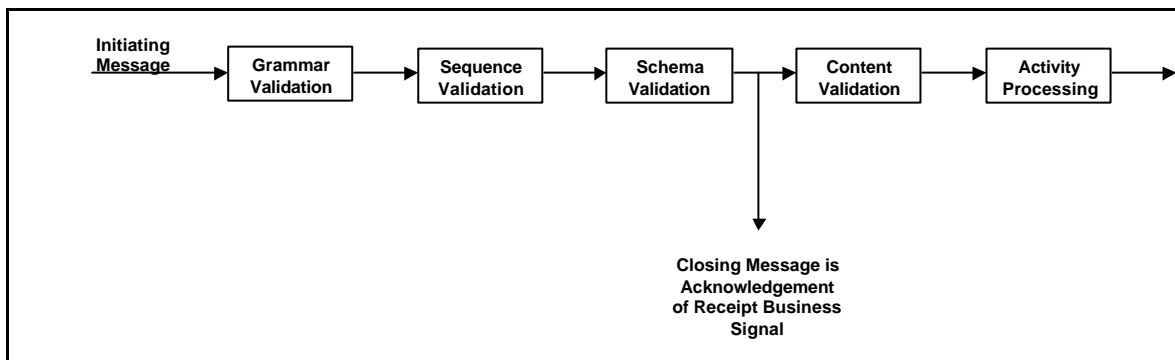 Initiating
Message
Grammar
Validation
Sequence
Validation
Schema
Validation
Content
Validation
Activity
Processing
Closing Message is
Acknowledgement
of Receipt Business
Signal